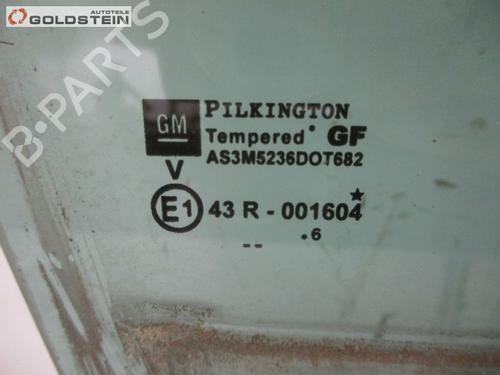 AUTOTEILE
GOLDSTEIN
B-PARTS
GM
PILKINGTON
Tempered GF
AS3M5236DOT682
V
E1 43 R - 001604
-- .6